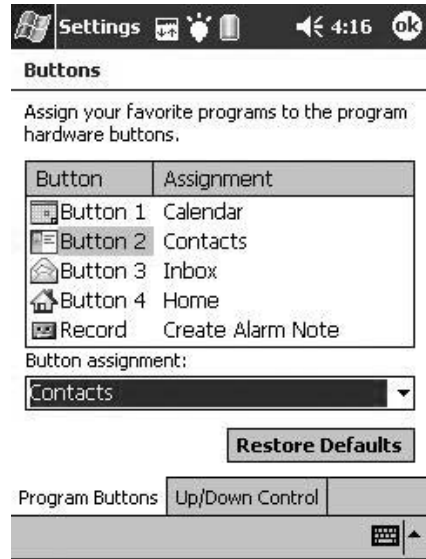 Settings 4:16 ok
Buttons
Assign your favorite programs to the program
hardware buttons.
Button Assignment
Button 1 Calendar
Button 2 Contacts
Button 3 Inbox
Button 4 Home
Record Create Alarm Note
Button assignment:
Contacts
Restore Defaults
Program Buttons Up/Down Control